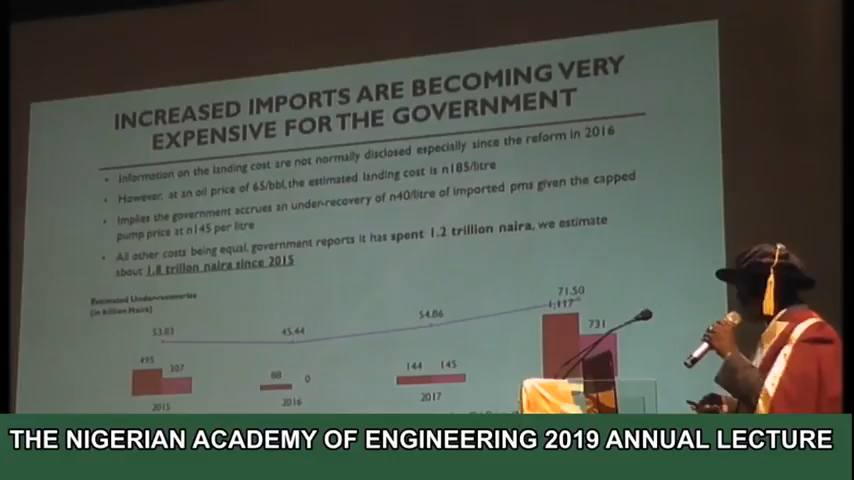 INCREASED IMPORTS ARE BECOMING VERY
EXPENSIVE FOR THE GOVERNMENT
• Information on the landing cost are not normally disclosed especially since the reform in 2016
• However, at an oil price of 65/bbl, the estimated landing cost is n185/litre
• Implies the government accrues an under-recovery of n40/litre of imported pms given the capped
pump price at n145 per litre
• All other costs being equal, government reports it has spent 1.2 trillion naira, we estimate
about 1.8 trillion naira since 2015
Estimated Under-recoveries
(in billion Naira)
53.03 45.44 54.86 71.50
495 307 88 0 144 145 1,117 731
2015 2016 2017
THE NIGERIAN ACADEMY OF ENGINEERING 2019 ANNUAL LECTURE